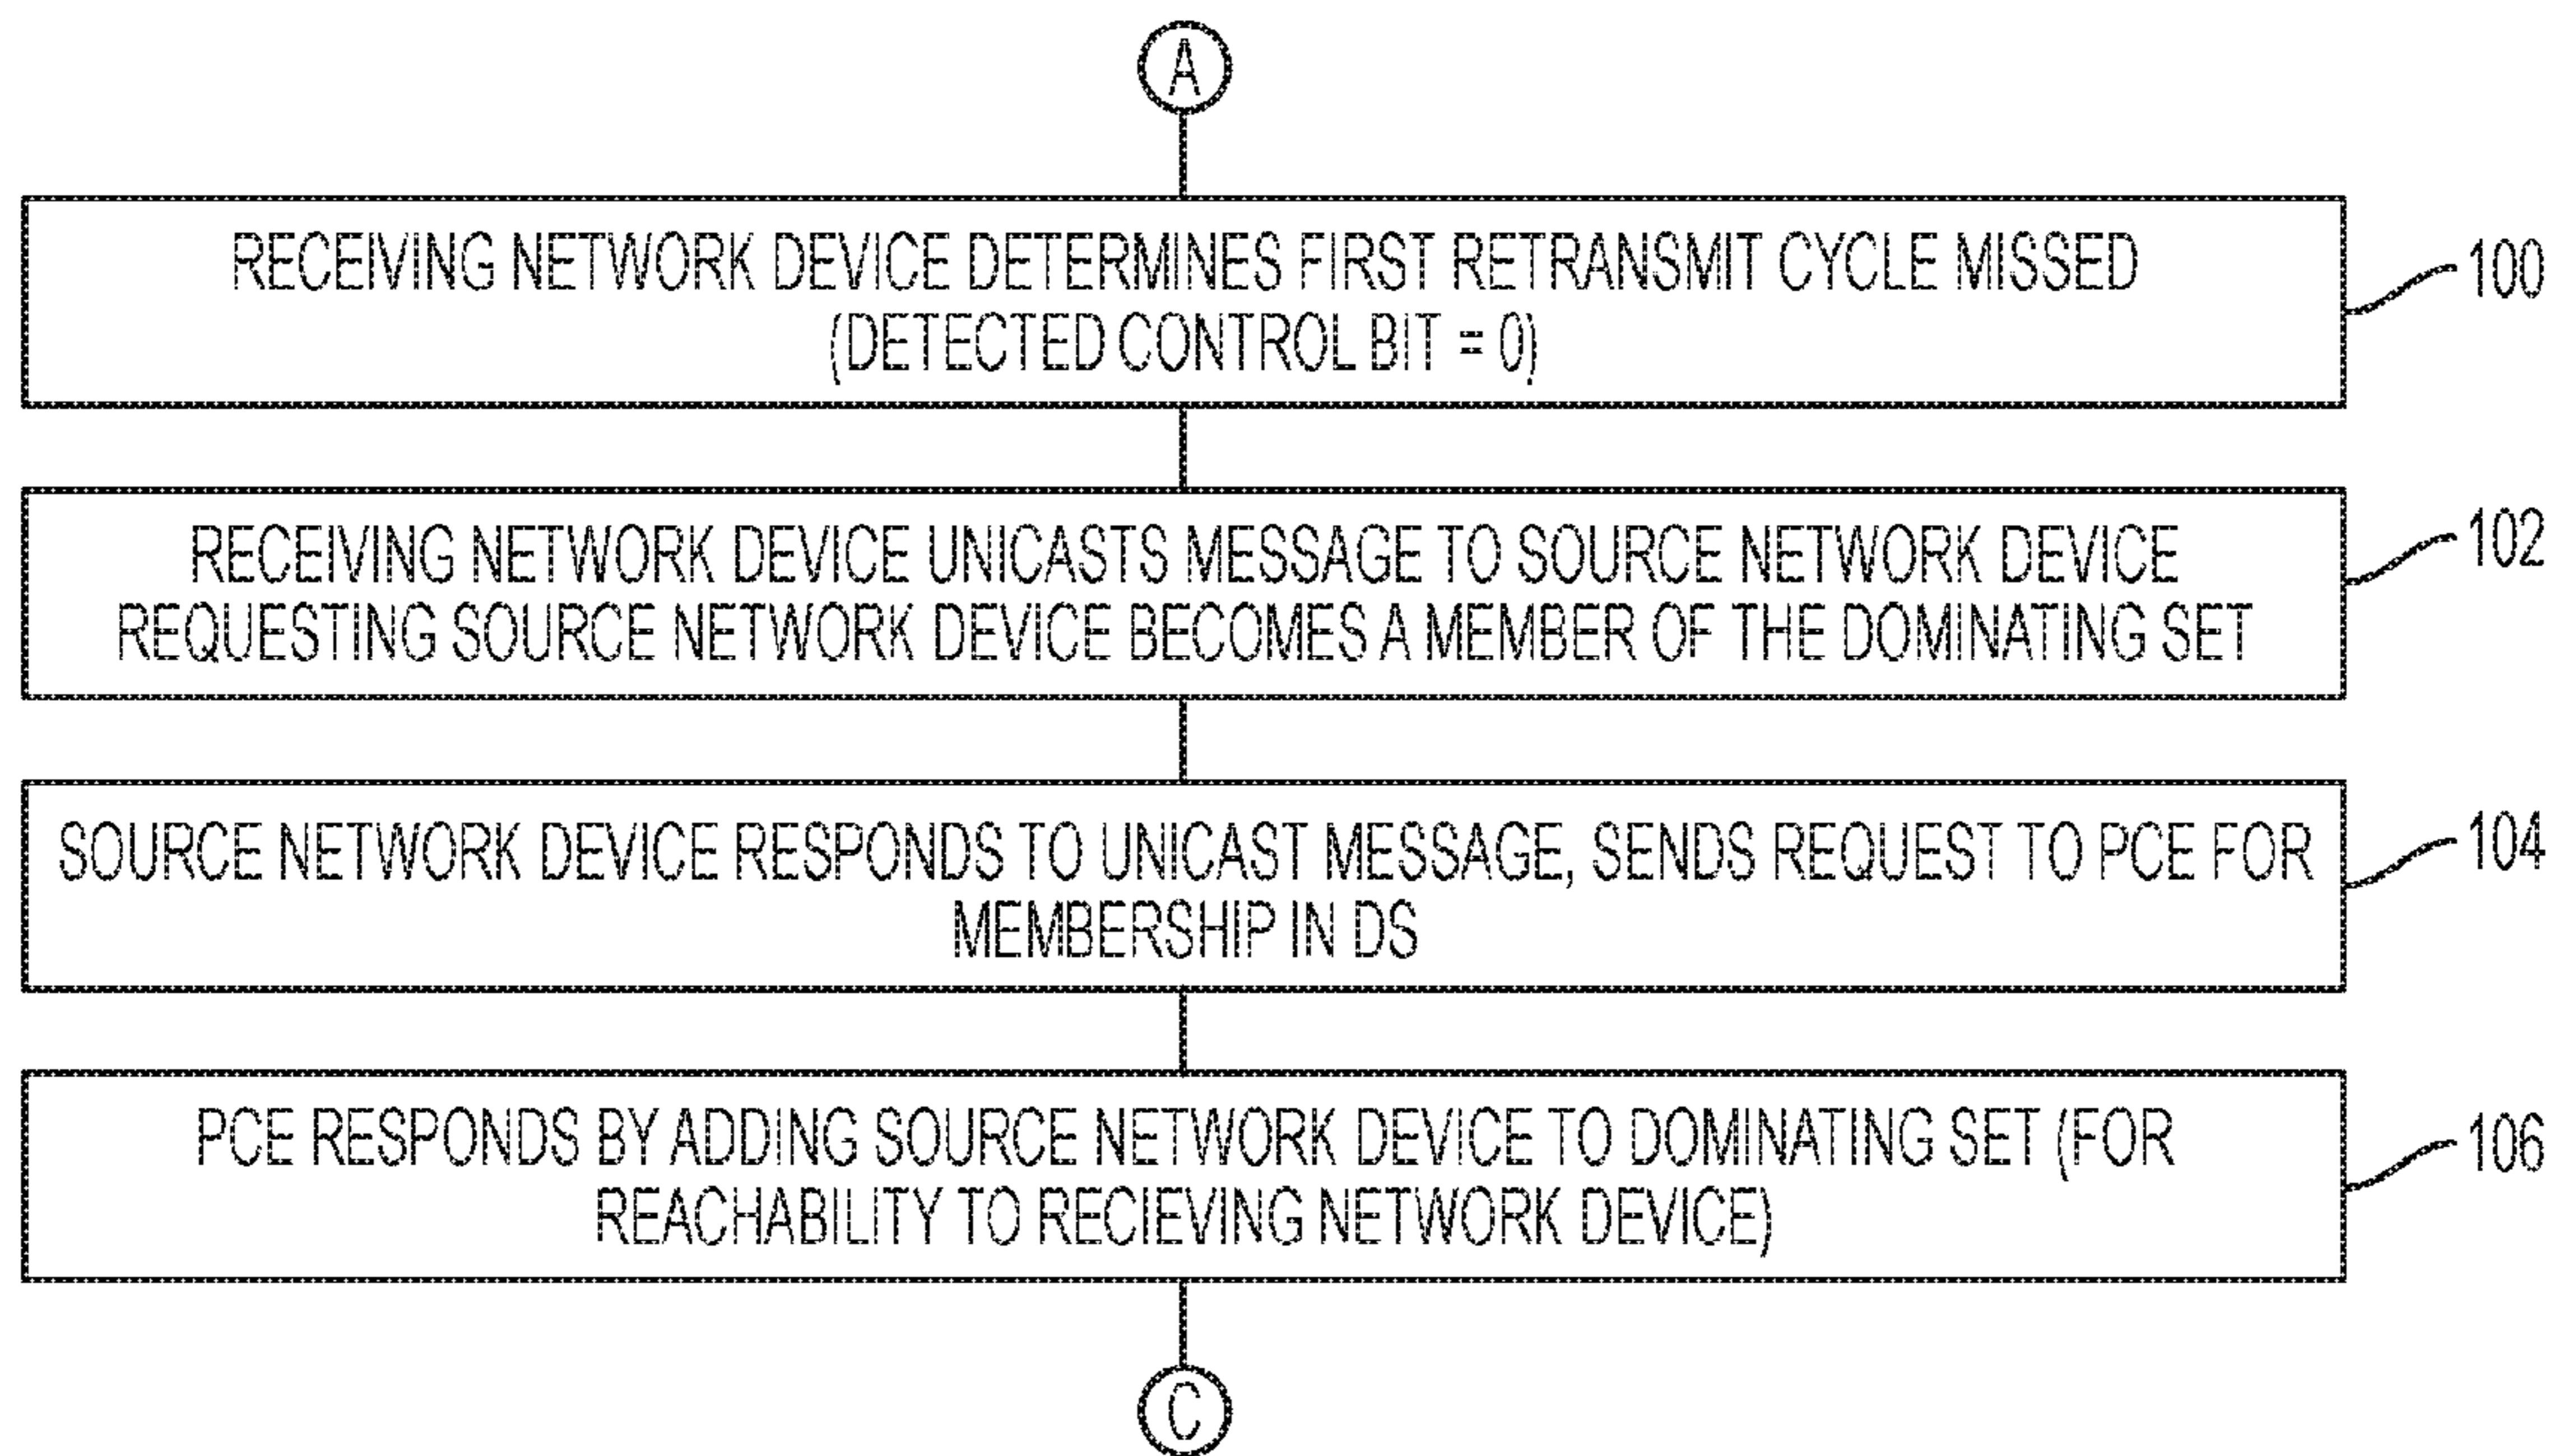 A
RECEIVING NETWORK DEVICE DETERMINES FIRST RETRANSMIT CYCLE MISSED
(DETECTED CONTROL BIT = 0)
100
RECEIVING NETWORK DEVICE UNICASTS MESSAGE TO SOURCE NETWORK DEVICE
REQUESTING SOURCE NETWORK DEVICE BECOMES A MEMBER OF THE DOMINATING SET
102
SOURCE NETWORK DEVICE RESPONDS TO UNICAST MESSAGE, SENDS REQUEST TO PCE FOR
MEMBERSHIP IN DS
104
PCE RESPONDS BY ADDING SOURCE NETWORK DEVICE TO DOMINATING SET (FOR
REACHABILITY TO RECIEVING NETWORK DEVICE)
106
C